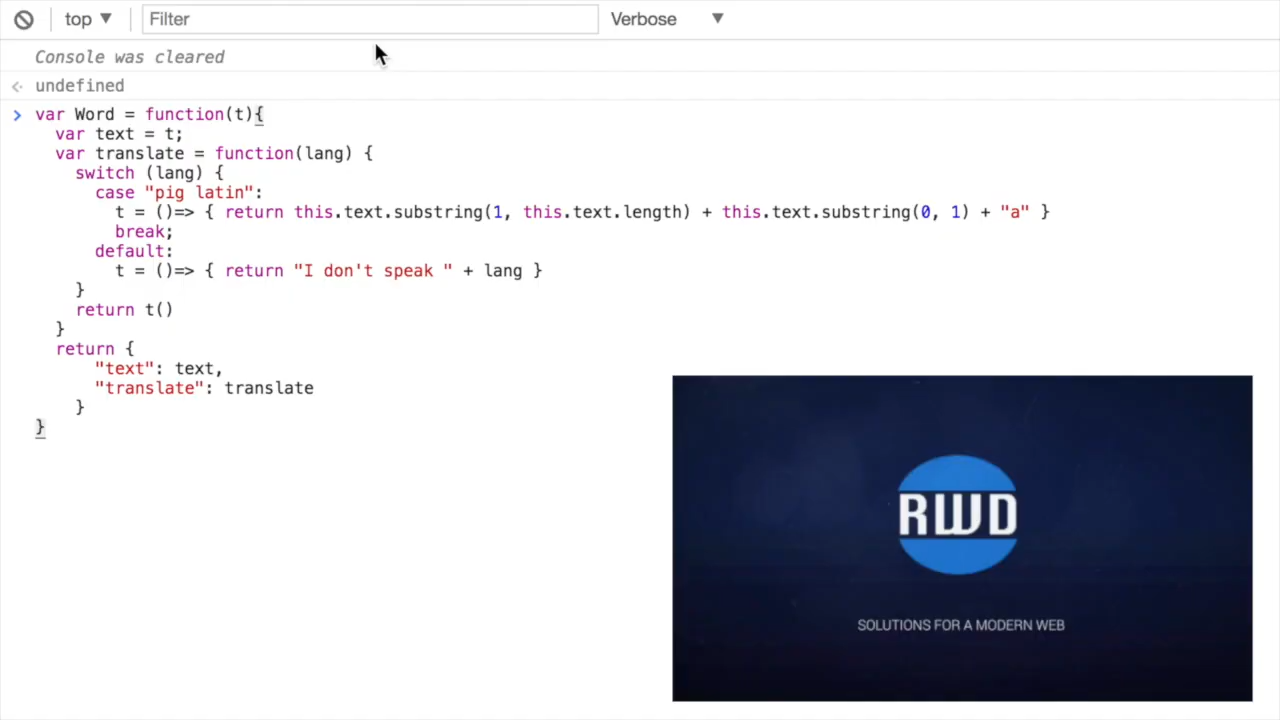 top ▼ Filter Verbose ▼
Console was cleared
undefined
var Word = function(t){
  var text = t;
  var translate = function(lang) {
    switch (lang) {
      case "pig latin":
        t = ()=> { return this.text.substring(1, this.text.length) + this.text.substring(0, 1) + "a" }
        break;
      default:
        t = ()=> { return "I don't speak " + lang }
    }
    return t()
  }
  return {
      "text": text,
      "translate": translate
    }
}
RWD
SOLUTIONS FOR A MODERN WEB